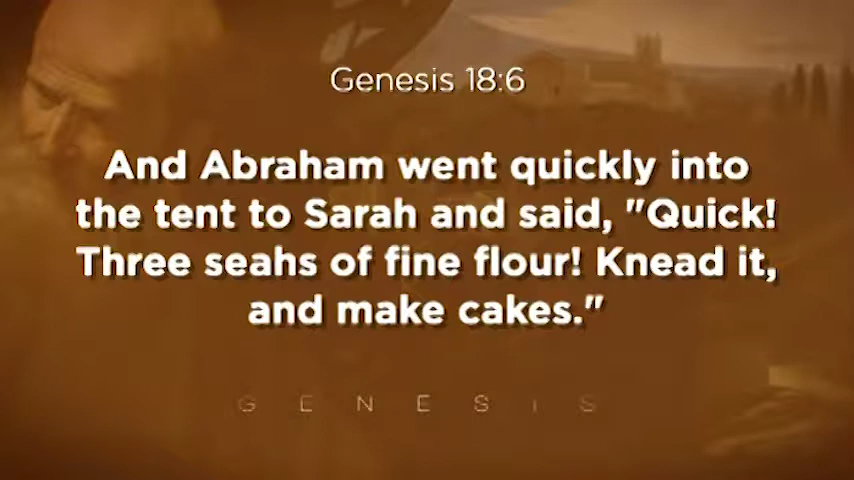 Genesis 18:6
And Abraham went quickly into
the tent to Sarah and said, "Quick!
Three seahs of fine flour! Knead it,
and make cakes."
GENESIS